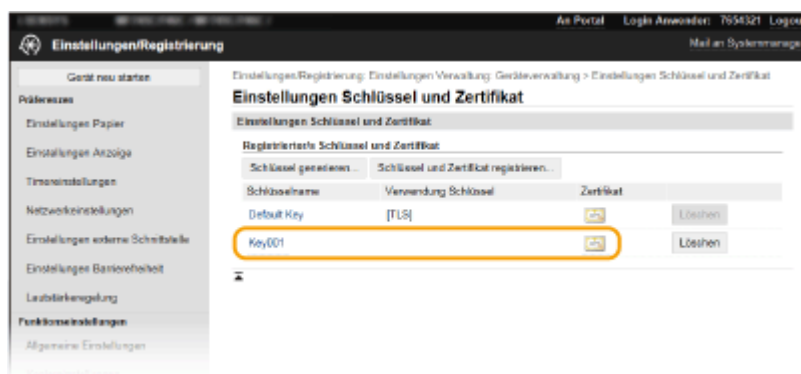 An Portal Login Anwender: 7654321 Logou
Einstellungen/Registrierung
Mail an Systemmanage
Gerät neu starten
Präferenzen
Einstellungen Papier
Einstellungen Anzeige
Timereinstellungen
Netzwerkeinstellungen
Einstellungen externe Schnittstelle
Einstellungen Barrierefreiheit
Lautstärkeregelung
Funktionseinstellungen
Allgemeine Einstellungen
Einstellungen/Registrierung: Einstellungen Verwaltung: Geräteverwaltung > Einstellungen Schlüssel und Zertifikat
Einstellungen Schlüssel und Zertifikat
Einstellungen Schlüssel und Zertifikat
Registrierte/s Schlüssel und Zertifikat
Schlüssel generieren... Schlüssel und Zertifikat registrieren...
Schlüsselname Verwendung Schlüssel Zertifikat
Default Key [TLS] Löschen
Key001 Löschen